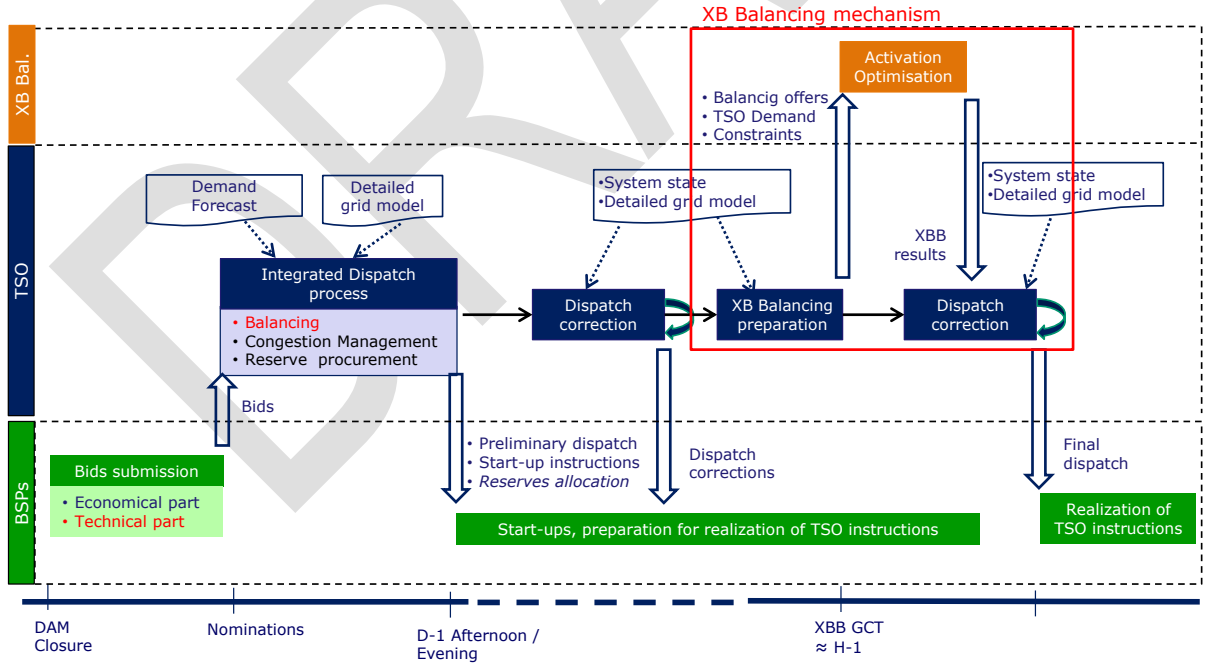 XB Balancing mechanism
XB Bal.
Activation
Optimisation
• Balancig offers
• TSO Demand
• Constraints
TSO
Demand
Forecast
Detailed
grid model
•System state
•Detailed grid model
•System state
•Detailed grid model
XBB
results
Integrated Dispatch
process
• Balancing
• Congestion Management
• Reserve procurement
Dispatch
correction
XB Balancing
preparation
Dispatch
correction
Bids
BSPs
Bids submission
• Economical part
• Technical part
• Preliminary dispatch
• Start-up instructions
• Reserves allocation
Dispatch
corrections
Final
dispatch
Start-ups, preparation for realization of TSO instructions
Realization of
TSO instructions
DAM
Closure
Nominations
D-1 Afternoon /
Evening
XBB GCT
≈ H-1